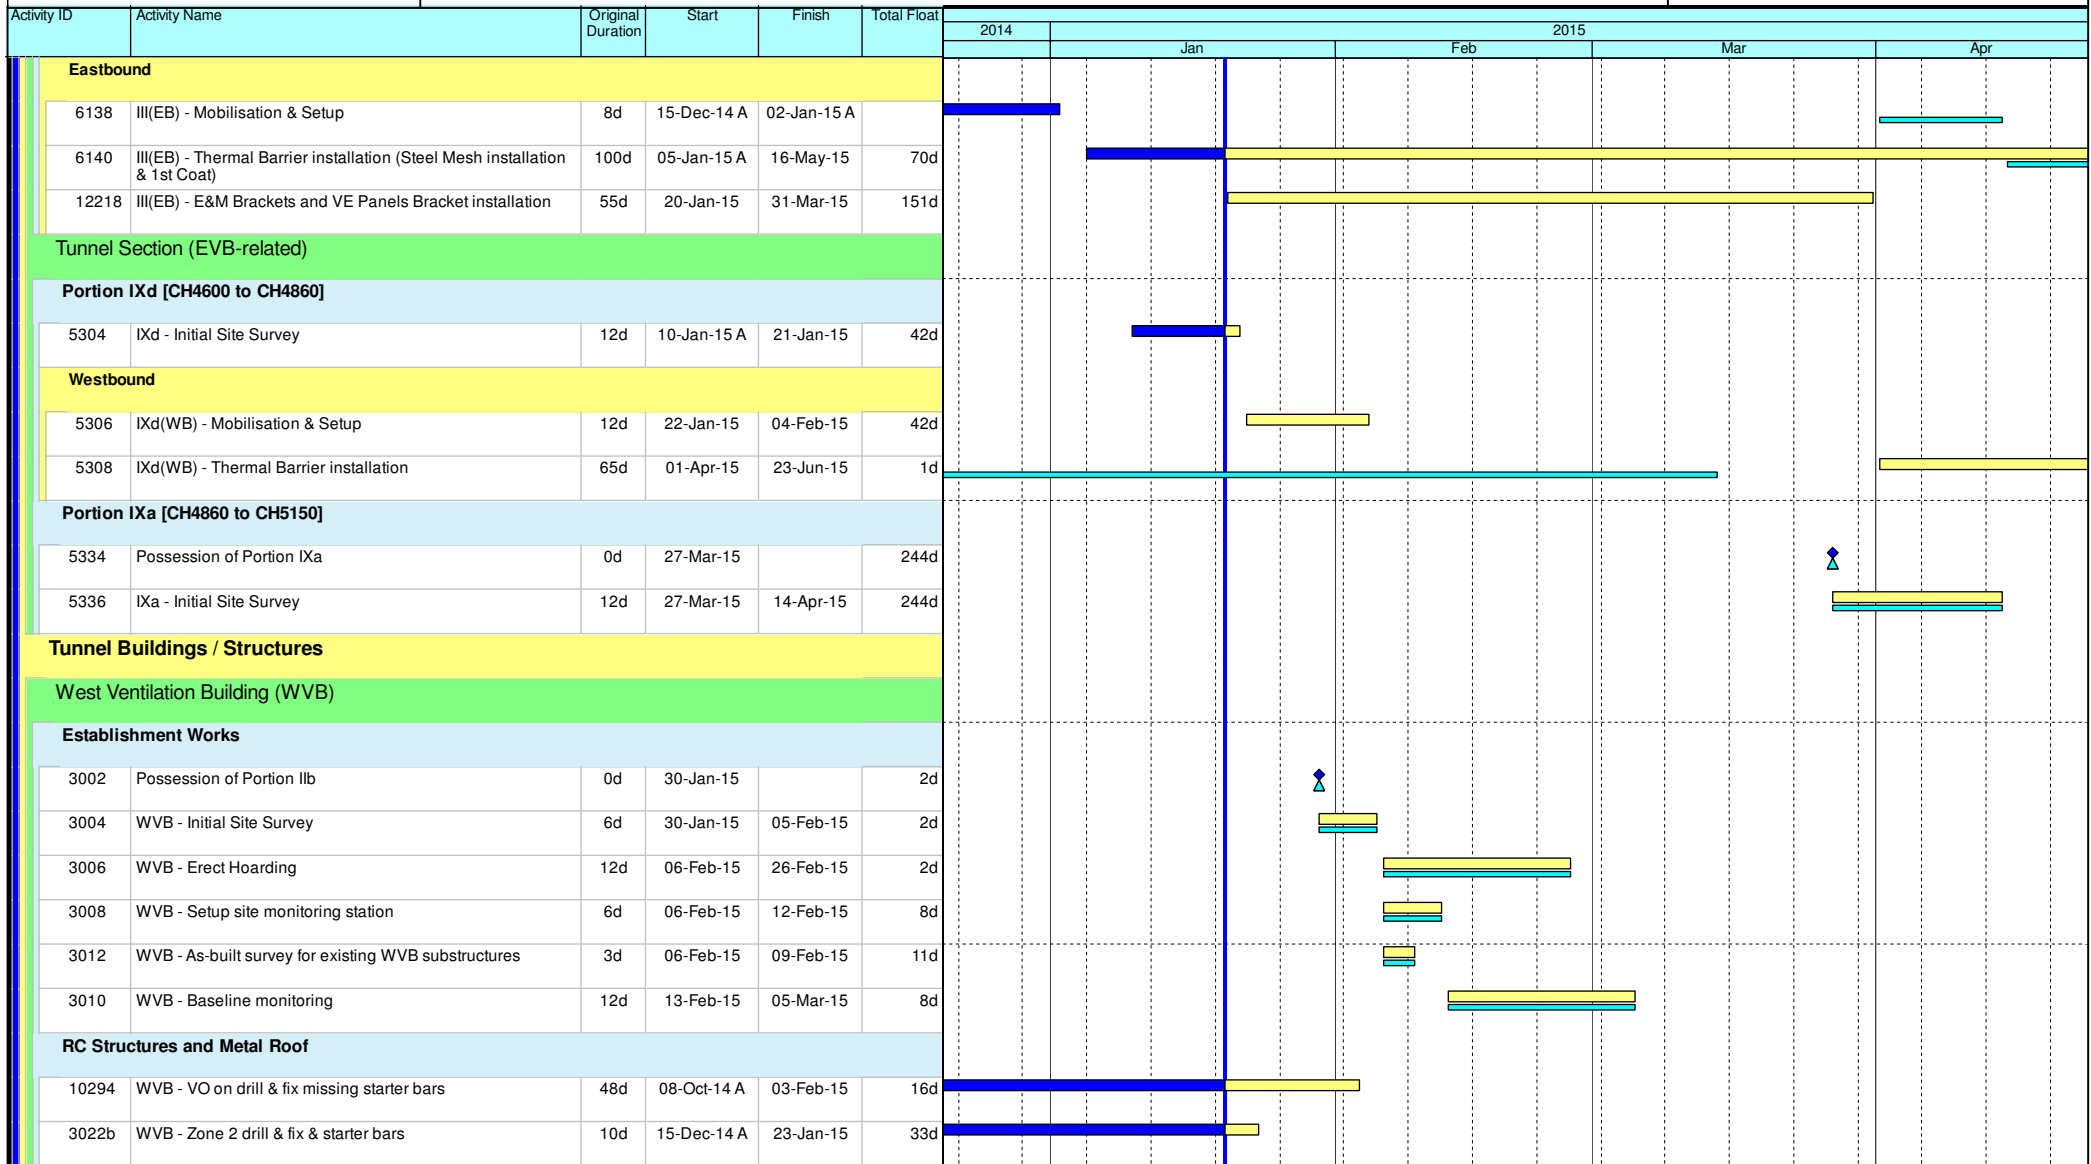 Activity ID Activity Name Original Duration Start Finish Total Float
2014 2015
Jan Feb Mar Apr
Eastbound
6138 III(EB) - Mobilisation & Setup 8d 15-Dec-14 A 02-Jan-15 A
6140 III(EB) - Thermal Barrier installation (Steel Mesh installation 100d 05-Jan-15 A 16-May-15 70d
& 1st Coat)
12218 III(EB) - E&M Brackets and VE Panels Bracket installation 55d 20-Jan-15 31-Mar-15 151d
Tunnel Section (EVB-related)
Portion IXd [CH4600 to CH4860]
5304 IXd - Initial Site Survey 12d 10-Jan-15 A 21-Jan-15 42d
Westbound
5306 IXd(WB) - Mobilisation & Setup 12d 22-Jan-15 04-Feb-15 42d
5308 IXd(WB) - Thermal Barrier installation 65d 01-Apr-15 23-Jun-15 1d
Portion IXa [CH4860 to CH5150]
5334 Possession of Portion IXa 0d 27-Mar-15 244d
5336 IXa - Initial Site Survey 12d 27-Mar-15 14-Apr-15 244d
Tunnel Buildings / Structures
West Ventilation Building (WVB)
Establishment Works
3002 Possession of Portion IIb 0d 30-Jan-15 2d
3004 WVB - Initial Site Survey 6d 30-Jan-15 05-Feb-15 2d
3006 WVB - Erect Hoarding 12d 06-Feb-15 26-Feb-15 2d
3008 WVB - Setup site monitoring station 6d 06-Feb-15 12-Feb-15 8d
3012 WVB - As-built survey for existing WVB substructures 3d 06-Feb-15 09-Feb-15 11d
3010 WVB - Baseline monitoring 12d 13-Feb-15 05-Mar-15 8d
RC Structures and Metal Roof
10294 WVB - VO on drill & fix missing starter bars 48d 08-Oct-14 A 03-Feb-15 16d
3022b WVB - Zone 2 drill & fix & starter bars 10d 15-Dec-14 A 23-Jan-15 33d